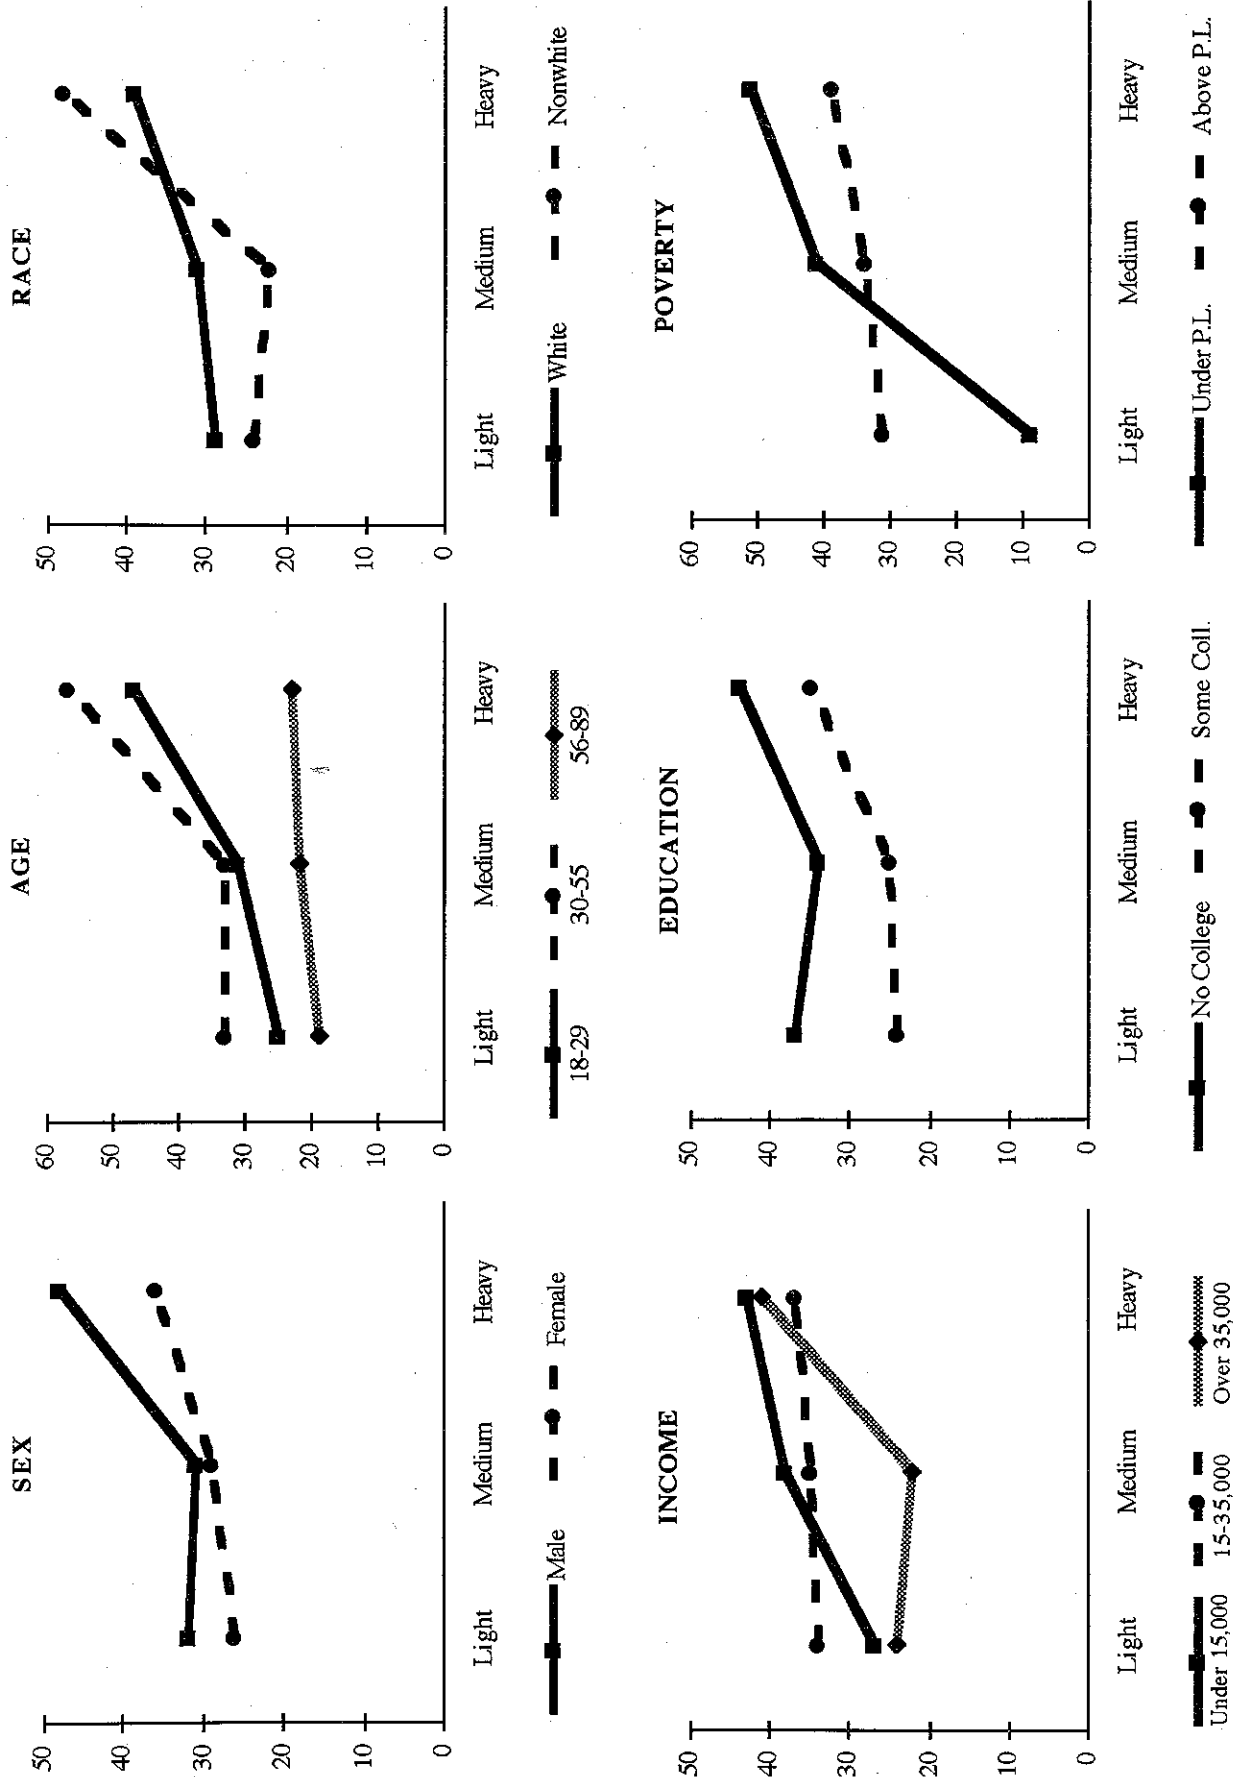 SEX
50
40
30
20
10
0
Light Medium Heavy
Male Female
AGE
60
50
40
30
20
10
0
Light Medium Heavy
18-29 30-55 56-89
RACE
50
40
30
20
10
0
Light Medium Heavy
White Nonwhite
INCOME
50
40
30
20
10
0
Light Medium Heavy
Under 15,000 15-35,000 Over 35,000
EDUCATION
50
40
30
20
10
0
Light Medium Heavy
No College Some Coll.
POVERTY
60
50
40
30
20
10
0
Light Medium Heavy
Under P.L. Above P.L.